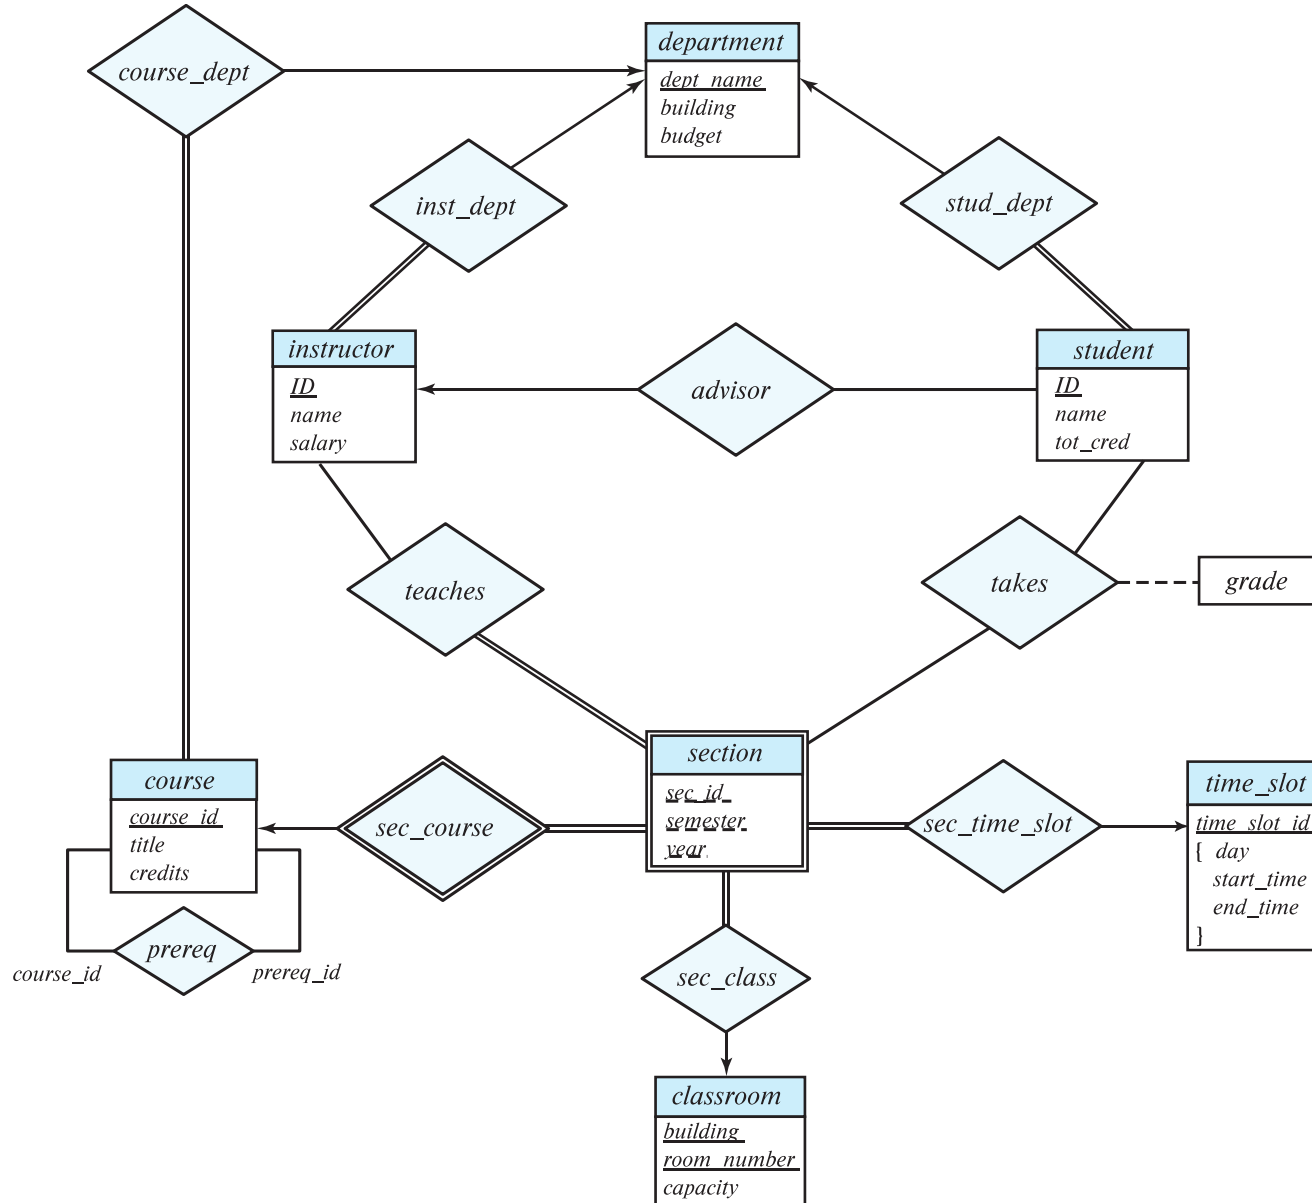 department
course_dept
dept_name
building
budget
inst_dept
stud_dept
instructor
ID
name
salary
advisor
student
ID
name
tot_cred
teaches
takes
grade
section
sec_id
semester
year
course
course_id
title
credits
sec_course
sec_time_slot
time_slot
time_slot_id
{ day
start_time
end_time
}
prereq
course_id
prereq_id
sec_class
classroom
building
room_number
capacity